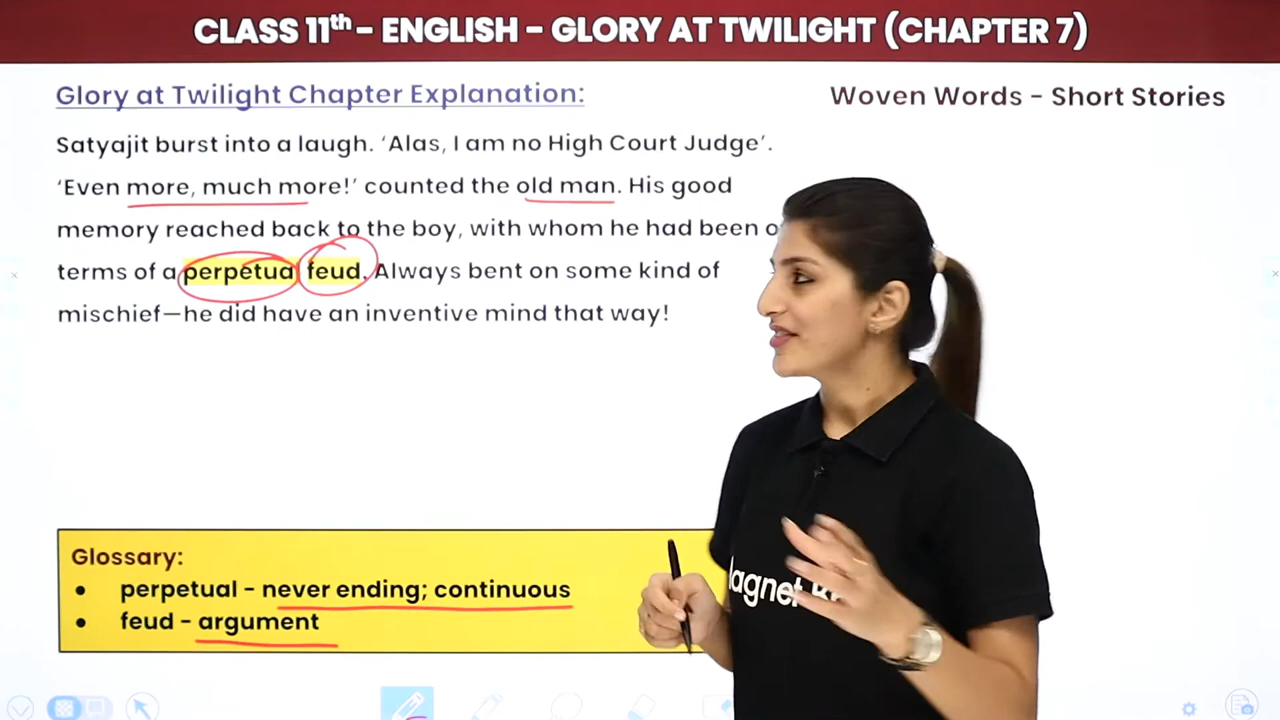 CLASS 11th - ENGLISH - GLORY AT TWILIGHT (CHAPTER 7)
Glory at Twilight Chapter Explanation:
Woven Words - Short Stories
Satyajit burst into a laugh. ‘Alas, I am no High Court Judge’.
‘Even more, much more!’ counted the old man. His good
memory reached back to the boy, with whom he had been
terms of a perpetua feud. Always bent on some kind of
mischief—he did have an inventive mind that way!
Glossary:
• perpetual - never ending; continuous
• feud - argument